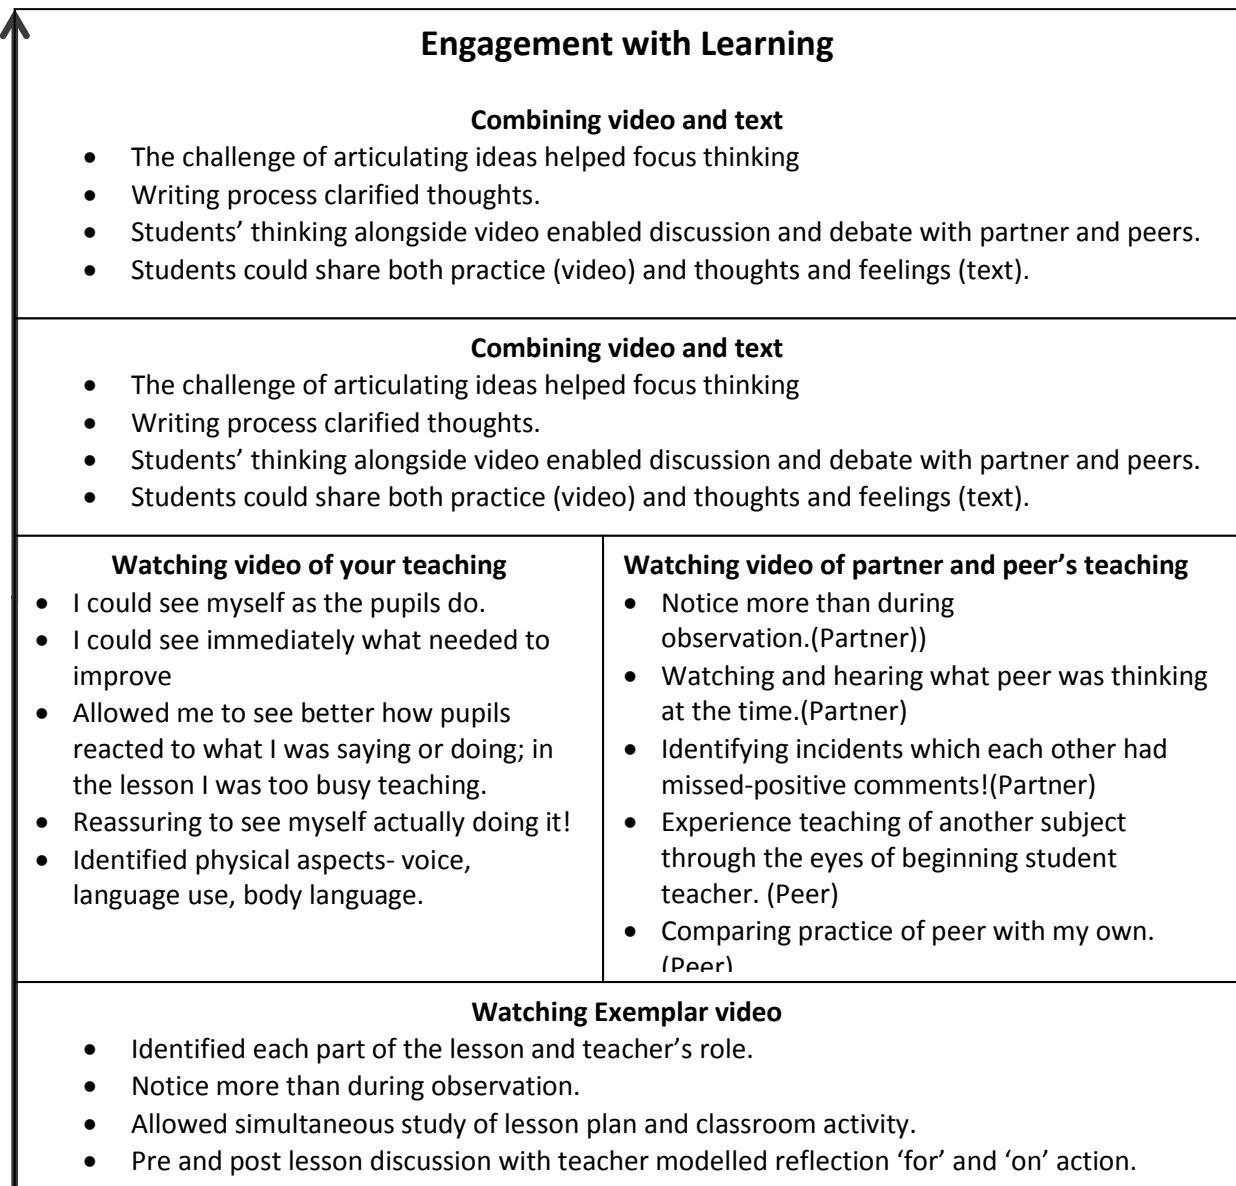 Engagement with Learning
Combining video and text
• The challenge of articulating ideas helped focus thinking
• Writing process clarified thoughts.
• Students’ thinking alongside video enabled discussion and debate with partner and peers.
• Students could share both practice (video) and thoughts and feelings (text).
Combining video and text
• The challenge of articulating ideas helped focus thinking
• Writing process clarified thoughts.
• Students’ thinking alongside video enabled discussion and debate with partner and peers.
• Students could share both practice (video) and thoughts and feelings (text).
Watching video of your teaching
• I could see myself as the pupils do.
• I could see immediately what needed to
improve
• Allowed me to see better how pupils
reacted to what I was saying or doing; in
the lesson I was too busy teaching.
• Reassuring to see myself actually doing it!
• Identified physical aspects- voice,
language use, body language.
Watching video of partner and peer’s teaching
• Notice more than during
observation.(Partner))
• Watching and hearing what peer was thinking
at the time.(Partner)
• Identifying incidents which each other had
missed-positive comments!(Partner)
• Experience teaching of another subject
through the eyes of beginning student
teacher. (Peer)
• Comparing practice of peer with my own.
(Peer)
Watching Exemplar video
• Identified each part of the lesson and teacher’s role.
• Notice more than during observation.
• Allowed simultaneous study of lesson plan and classroom activity.
• Pre and post lesson discussion with teacher modelled reflection ‘for’ and ‘on’ action.